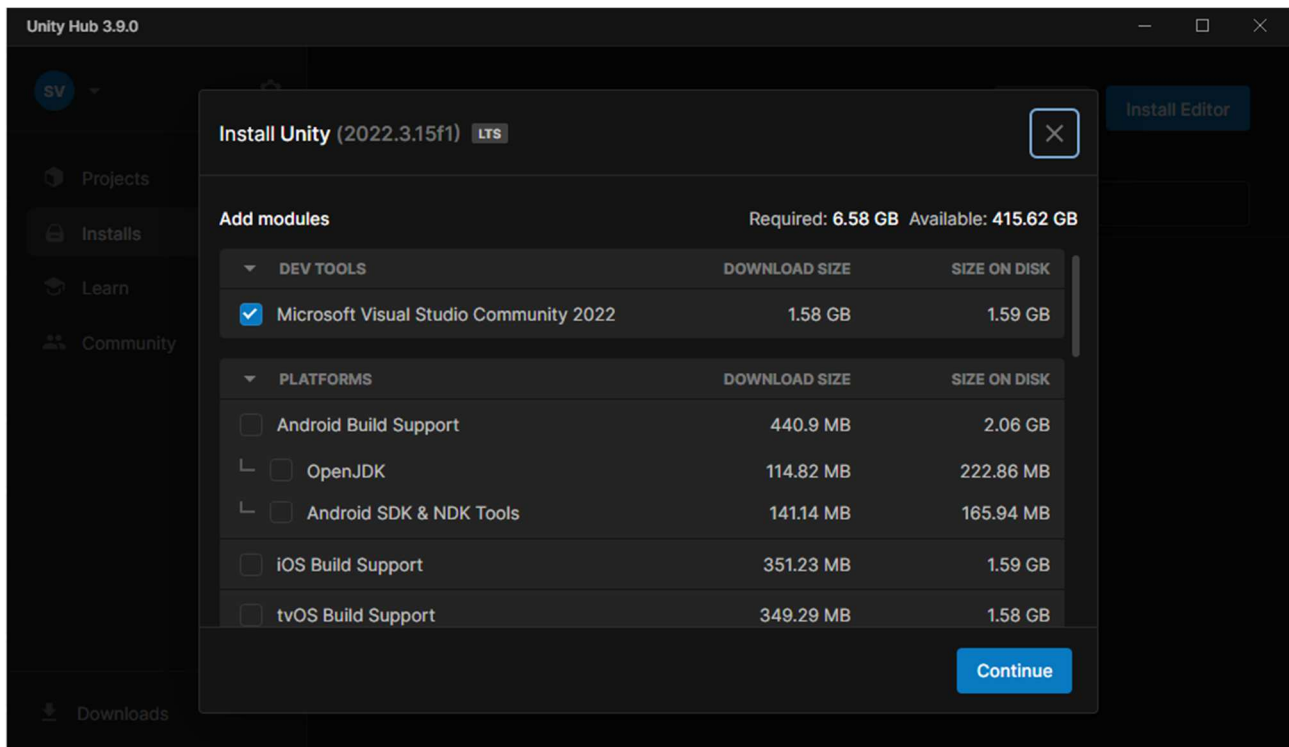 Unity Hub 3.9.0
SV
Install Editor
Install Unity (2022.3.15f1) LTS
Projects
Installs
Learn
Community
Downloads
Add modules Required: 6.58 GB Available: 415.62 GB
DEV TOOLS DOWNLOAD SIZE SIZE ON DISK
Microsoft Visual Studio Community 2022 1.58 GB 1.59 GB
PLATFORMS DOWNLOAD SIZE SIZE ON DISK
Android Build Support 440.9 MB 2.06 GB
OpenJDK 114.82 MB 222.86 MB
Android SDK & NDK Tools 141.14 MB 165.94 MB
iOS Build Support 351.23 MB 1.59 GB
tvOS Build Support 349.29 MB 1.58 GB
Continue